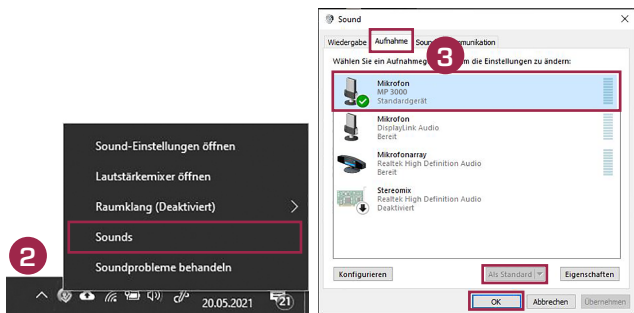 Sound-Einstellungen öffnen
Lautstärkemixer öffnen
Raumklang (Deaktiviert)
Sounds
Soundprobleme behandeln
2
20.05.2021
21
Sound
Wiedergabe Aufnahme
3
Wählen Sie ein die Einstellungen zu ändern:
Mikrofon
MP 3000
Standardgerät
Mikrofon
DisplayLink Audio
Bereit
Mikrofonarray
Realtek High Definition Audio
Bereit
Stereomix
Realtek High Definition Audio
Deaktiviert
Konfigurieren Als Standard Eigenschaften
OK Abbrechen Übernehmen